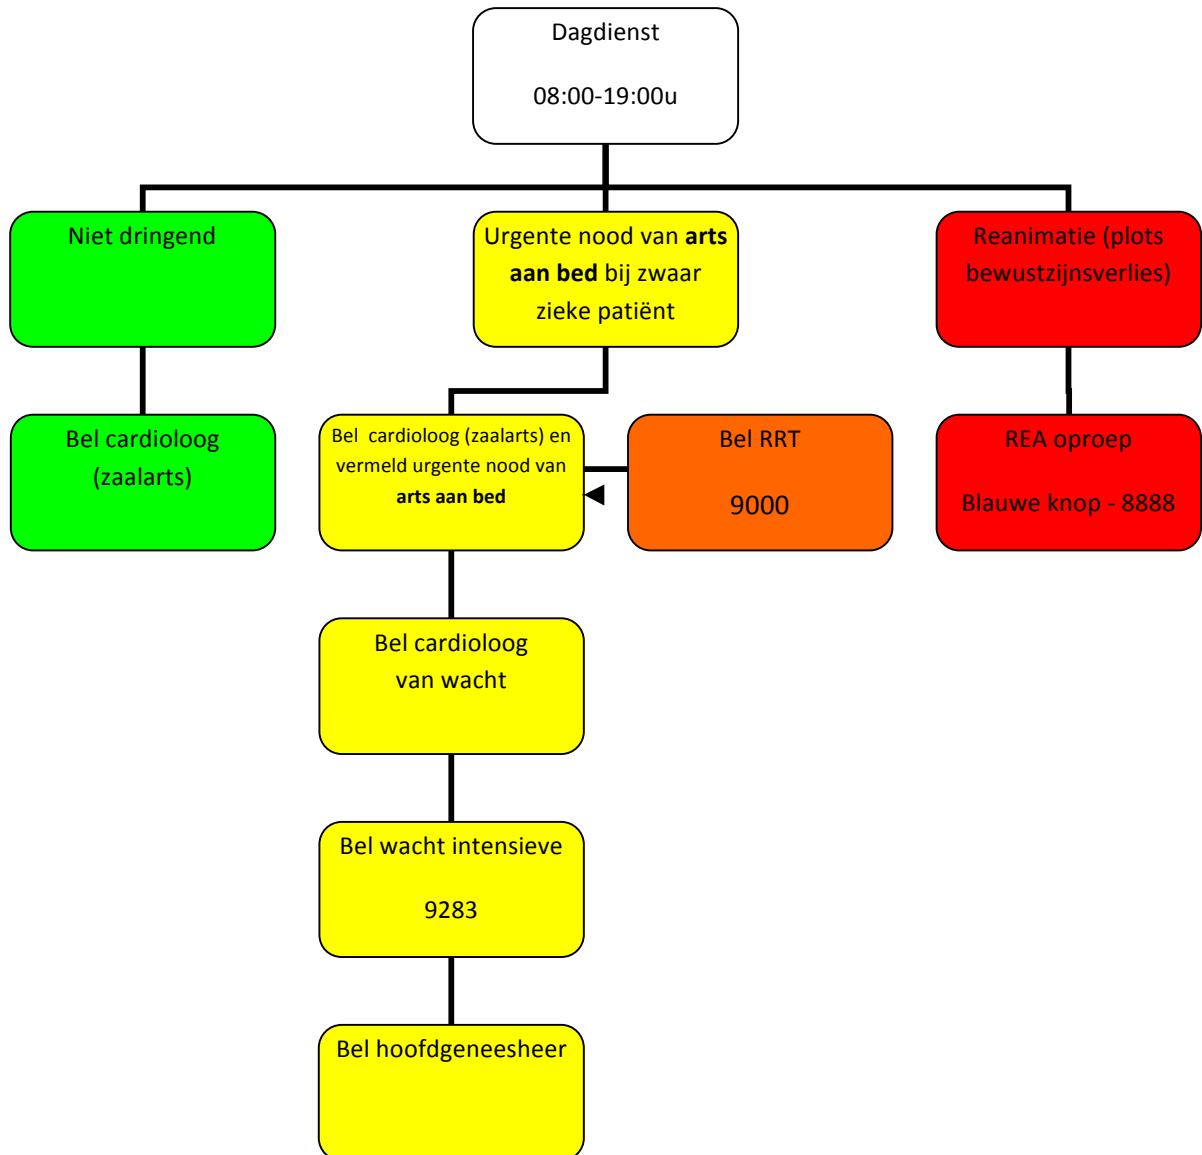 Dagdienst
08:00-19:00u
Niet dringend
Urgente nood van arts
aan bed bij zwaar
zieke patiënt
Reanimatie (plots
bewustzijnsverlies)
Bel cardioloog
(zaalarts)
Bel cardioloog (zaalarts) en
vermeld urgente nood van
arts aan bed
Bel RRT
9000
REA oproep
Blauwe knop - 8888
Bel cardioloog
van wacht
Bel wacht intensieve
9283
Bel hoofdgeneesheer